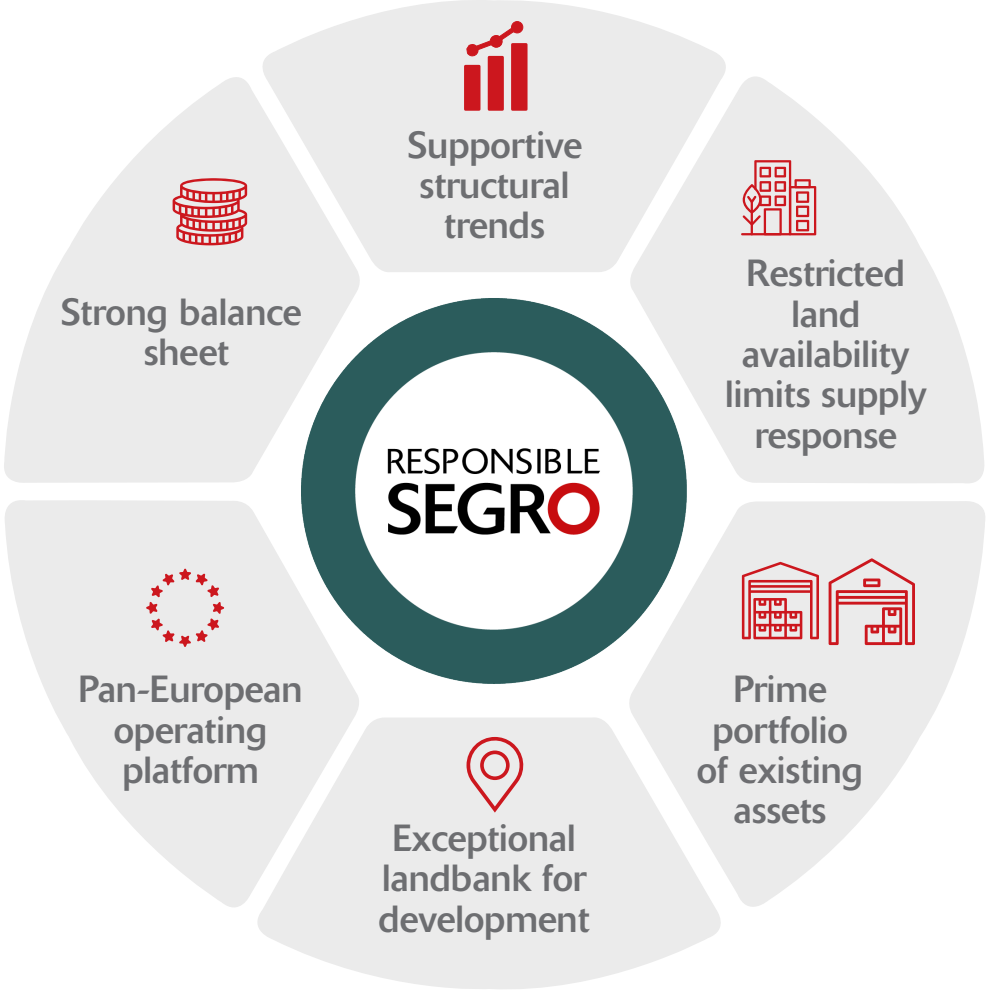 Supportive
structural
trends
Restricted
land
availability
limits supply
response
Prime
portfolio
of existing
assets
Exceptional
landbank for
development
Pan-European
operating
platform
Strong balance
sheet
RESPONSIBLE
SEGRO